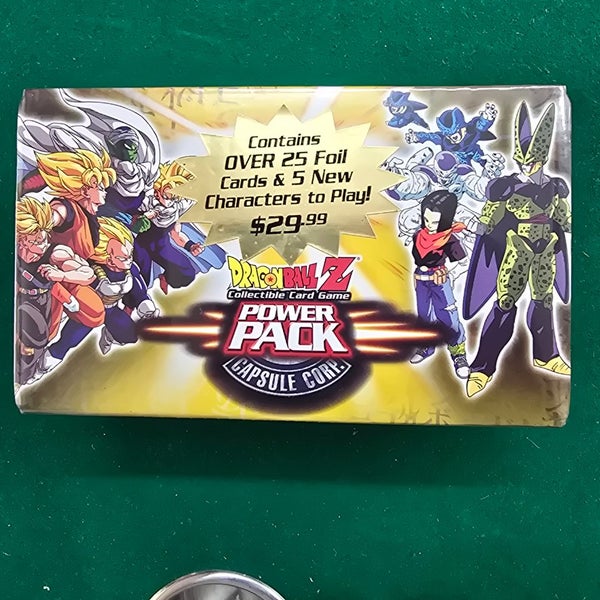 Contains
OVER 25 Foil
Cards & 5 New
Characters to Play!
$29.99
DRAGON BALL Z
Collectible Card Game
POWER
PACK
CAPSULE CORP.